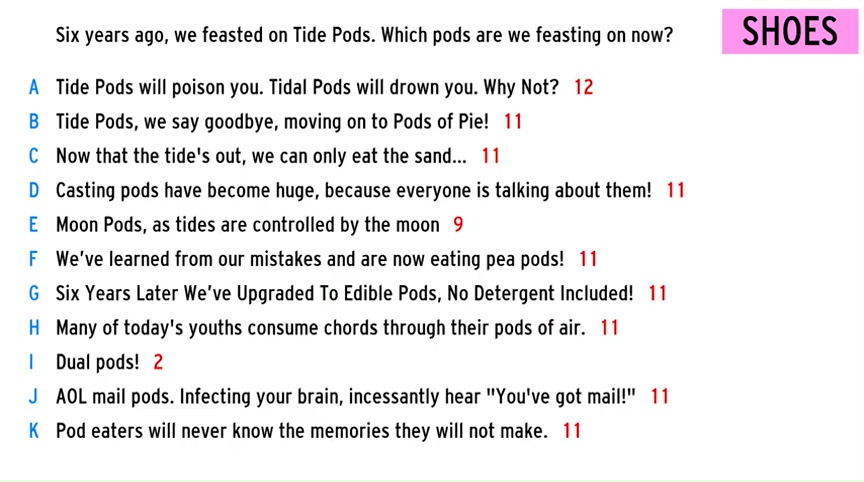 Six years ago, we feasted on Tide Pods. Which pods are we feasting on now?
SHOES
A Tide Pods will poison you. Tidal Pods will drown you. Why Not? 12
B Tide Pods, we say goodbye, moving on to Pods of Pie! 11
C Now that the tide's out, we can only eat the sand... 11
D Casting pods have become huge, because everyone is talking about them! 11
E Moon Pods, as tides are controlled by the moon 9
F We've learned from our mistakes and are now eating pea pods! 11
G Six Years Later We've Upgraded To Edible Pods, No Detergent Included! 11
H Many of today's youths consume chords through their pods of air. 11
I Dual pods! 2
J AOL mail pods. Infecting your brain, incessantly hear "You've got mail!" 11
K Pod eaters will never know the memories they will not make. 11